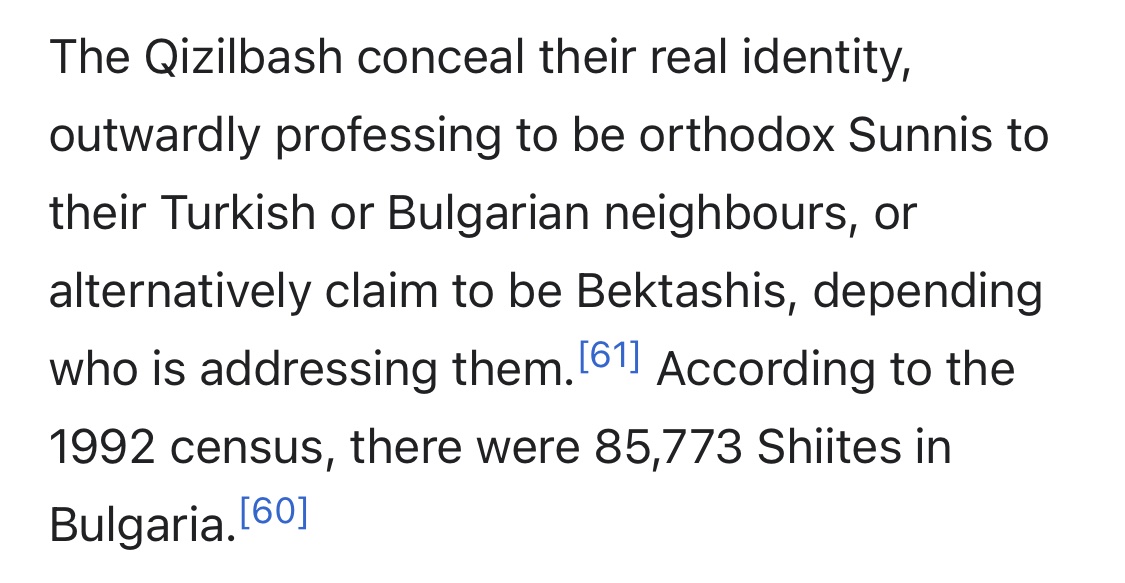 The Qizilbash conceal their real identity,
outwardly professing to be orthodox Sunnis to
their Turkish or Bulgarian neighbours, or
alternatively claim to be Bektashis, depending
who is addressing them.[61] According to the
1992 census, there were 85,773 Shiites in
Bulgaria.[60]